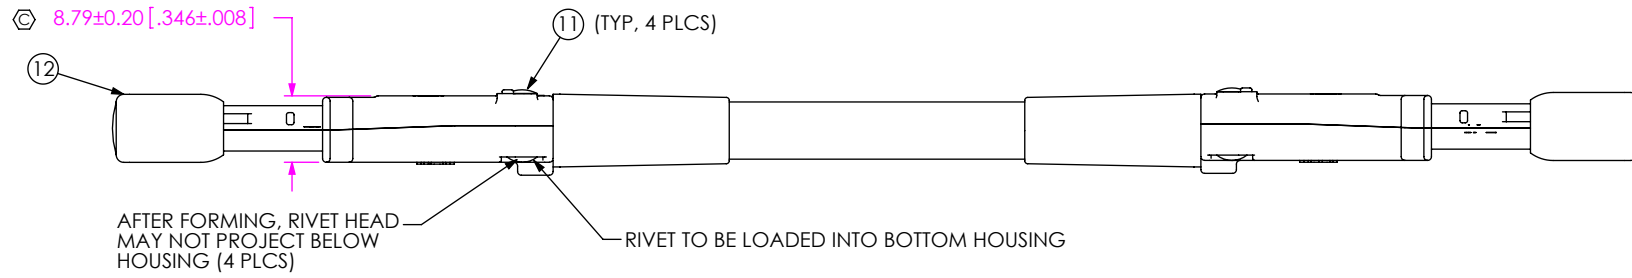 C 8.79±0.20 [.346±.008]
11 (TYP, 4 PLCS)
12
AFTER FORMING, RIVET HEAD
MAY NOT PROJECT BELOW
HOUSING (4 PLCS)
RIVET TO BE LOADED INTO BOTTOM HOUSING